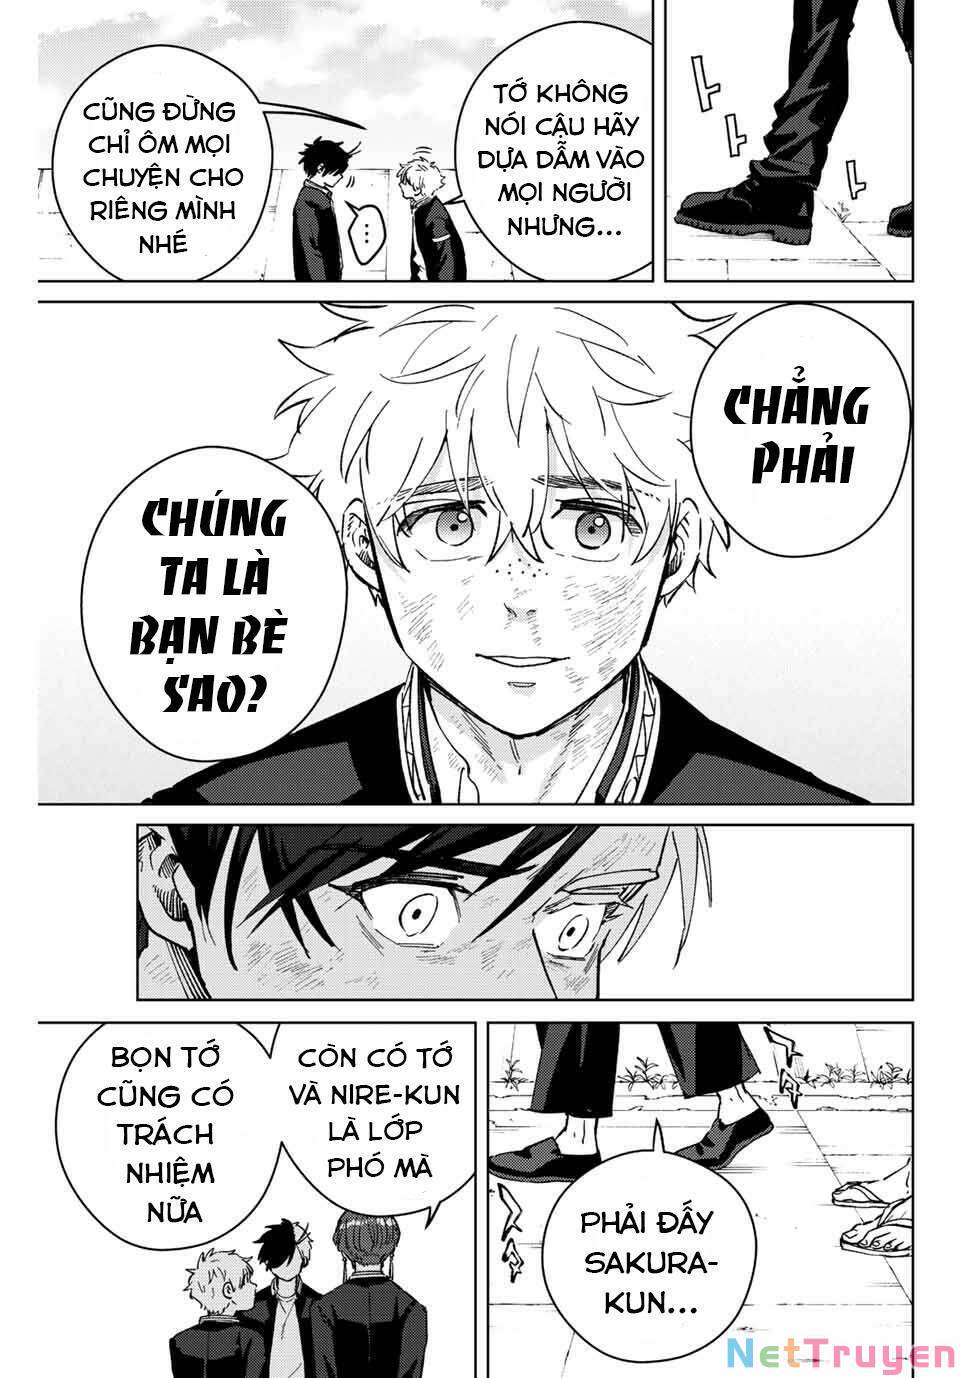 ト
ト
TỚ KHÔNG
NÓI CẬU HÃY
DỰA DẪM VÀO
MỌI NGƯỜI
NHƯNG...
CŨNG ĐỪNG
CHỈ ÔM MỌI
CHUYỆN CHO
RIÊNG MÌNH
NHÉ
...
CHẲNG
PHẢI
CHÚNG
TA LÀ
BẠN BÈ
SAO?
PHẢI ĐẤY
SAKURA-
KUN...
CÒN CÓ TỚ
VÀ NIRE-KUN
LÀ LỚP
PHÓ MÀ
BỌN TỚ
CŨNG CÓ
TRÁCH
NHIỆM
NỮA
NetTruyen